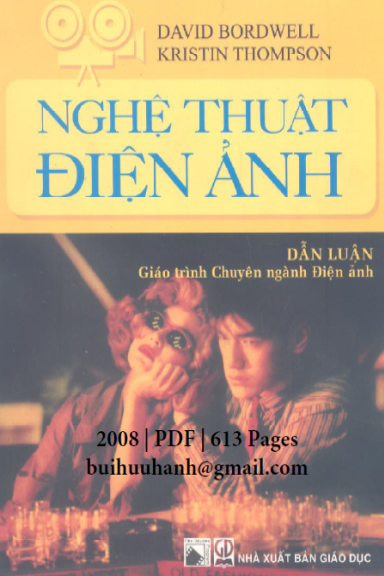 DAVID BORDWELL
KRISTIN THOMPSON
NGHỆ THUẬT
ĐIỆN ẢNH
DẪN LUẬN
Giáo trình Chuyên ngành Điện ảnh
2008 | PDF | 613 Pages
buihuuhanh@gmail.com
NHÀ XUẤT BẢN GIÁO DỤC